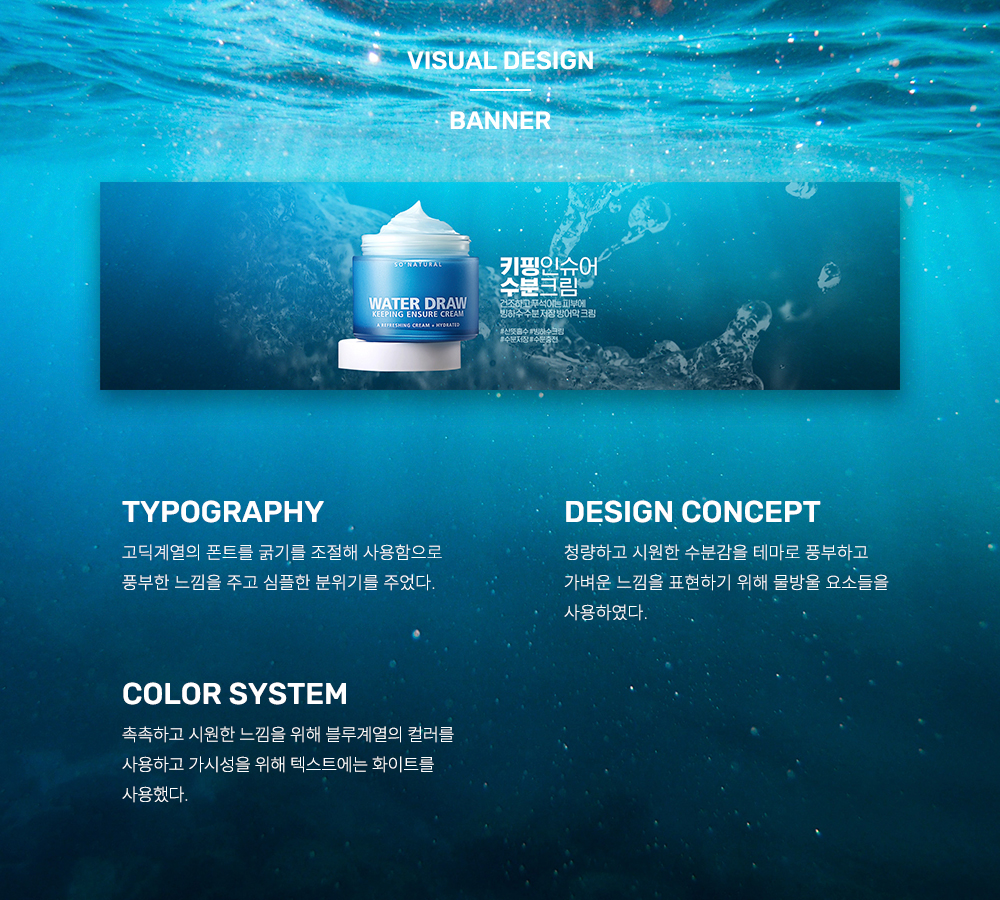 VISUAL DESIGN
BANNER
SO'NATURAL
WATER DRAW
KEEPING ENSURE CREAM
A REFRESHING CREAM + HYDRATED
키핑인슈어
수분크림
건조하고 푸석이는 피부에
빙하수 수분 저장 방어막 크림
#산뜻흡수 #빙하수크림
#수분저장 #수분충전
TYPOGRAPHY
고딕계열의 폰트를 굵기를 조절해 사용함으로
풍부한 느낌을 주고 심플한 분위기를 주었다.
DESIGN CONCEPT
청량하고 시원한 수분감을 테마로 풍부하고
가벼운 느낌을 표현하기 위해 물방울 요소들을
사용하였다.
COLOR SYSTEM
촉촉하고 시원한 느낌을 위해 블루계열의 컬러를
사용하고 가시성을 위해 텍스트에는 화이트를
사용했다.